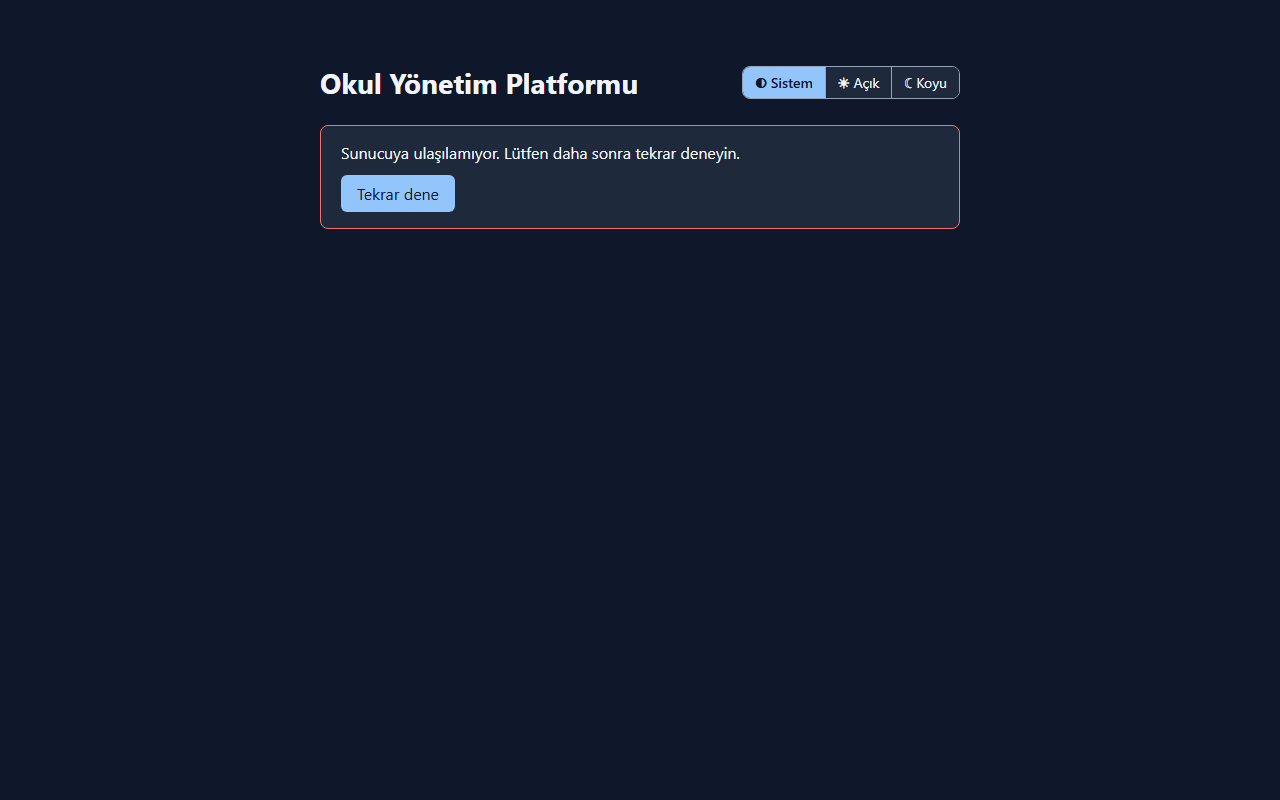 Okul Yönetim Platformu
◐ Sistem ☀ Açık ☾ Koyu
Sunucuya ulaşılamıyor. Lütfen daha sonra tekrar deneyin.
Tekrar dene